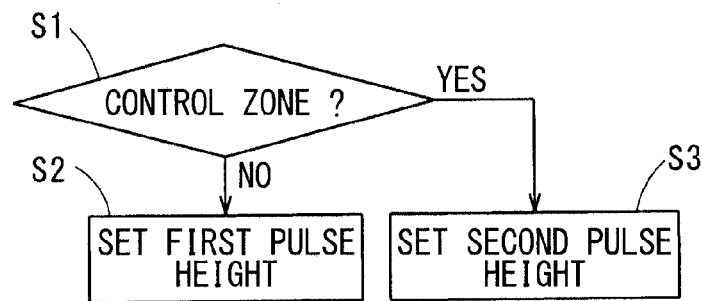 S1
CONTROL ZONE ?
YES
NO
S2
S3
SET FIRST PULSE
HEIGHT
SET SECOND PULSE
HEIGHT